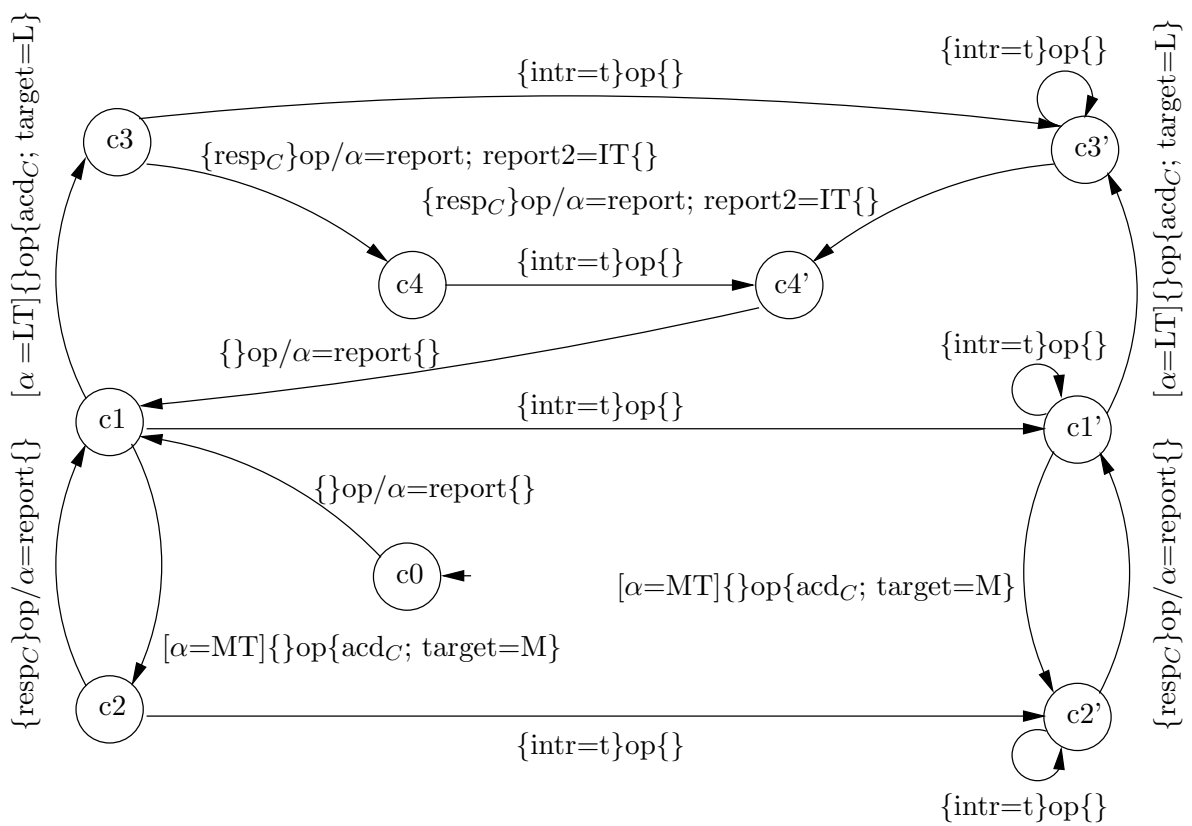 [α=LT]{}op{acd_C; target=L}
{intr=t}op{}
{intr=t}op{}
[α=LT]{}op{acd_C; target=L}
c3
c3'
{resp_C}op/α=report; report2=IT{}
{resp_C}op/α=report; report2=IT{}
{intr=t}op{}
c4
c4'
{}op/α=report{}
{intr=t}op{}
{intr=t}op{}
c1
c1'
{resp_C}op/α=report{}
{resp_C}op/α=report{}
{}op/α=report{}
c0
[α=MT]{}op{acd_C; target=M}
[α=MT]{}op{acd_C; target=M}
c2
c2'
{intr=t}op{}
{intr=t}op{}